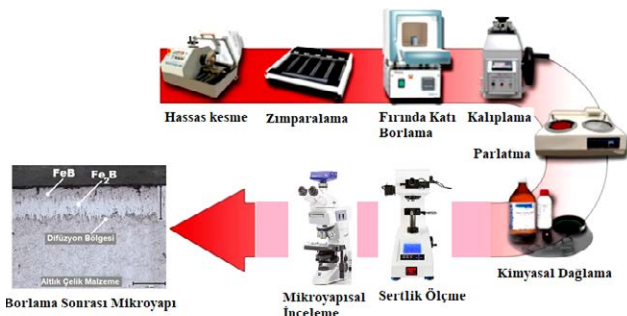 Hassas kesme
Zımparalama
Fırında Katı
Borlama
Kalıplama
Parlatma
Kimyasal Dağlama
Sertlik Ölçme
Mikroyapısal
İnceleme
FeB
Fe2B
Difüzyon Bölgesi
Altlık Çelik Malzeme
Borlama Sonrası Mikroyapı